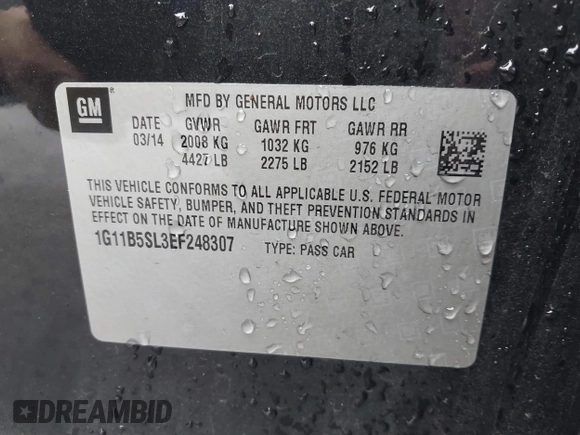 GM
MFD BY GENERAL MOTORS LLC
DATE GVWR GAWR FRT GAWR RR
03/14 2008 KG 1032 KG 976 KG
4427 LB 2275 LB 2152 LB
THIS VEHICLE CONFORMS TO ALL APPLICABLE U.S. FEDERAL MOTOR
VEHICLE SAFETY, BUMPER, AND THEFT PREVENTION STANDARDS IN
EFFECT ON THE DATE OF MANUFACTURE SHOWN ABOVE.
1G11B5SL3EF248307 TYPE: PASS CAR
DREAMBID